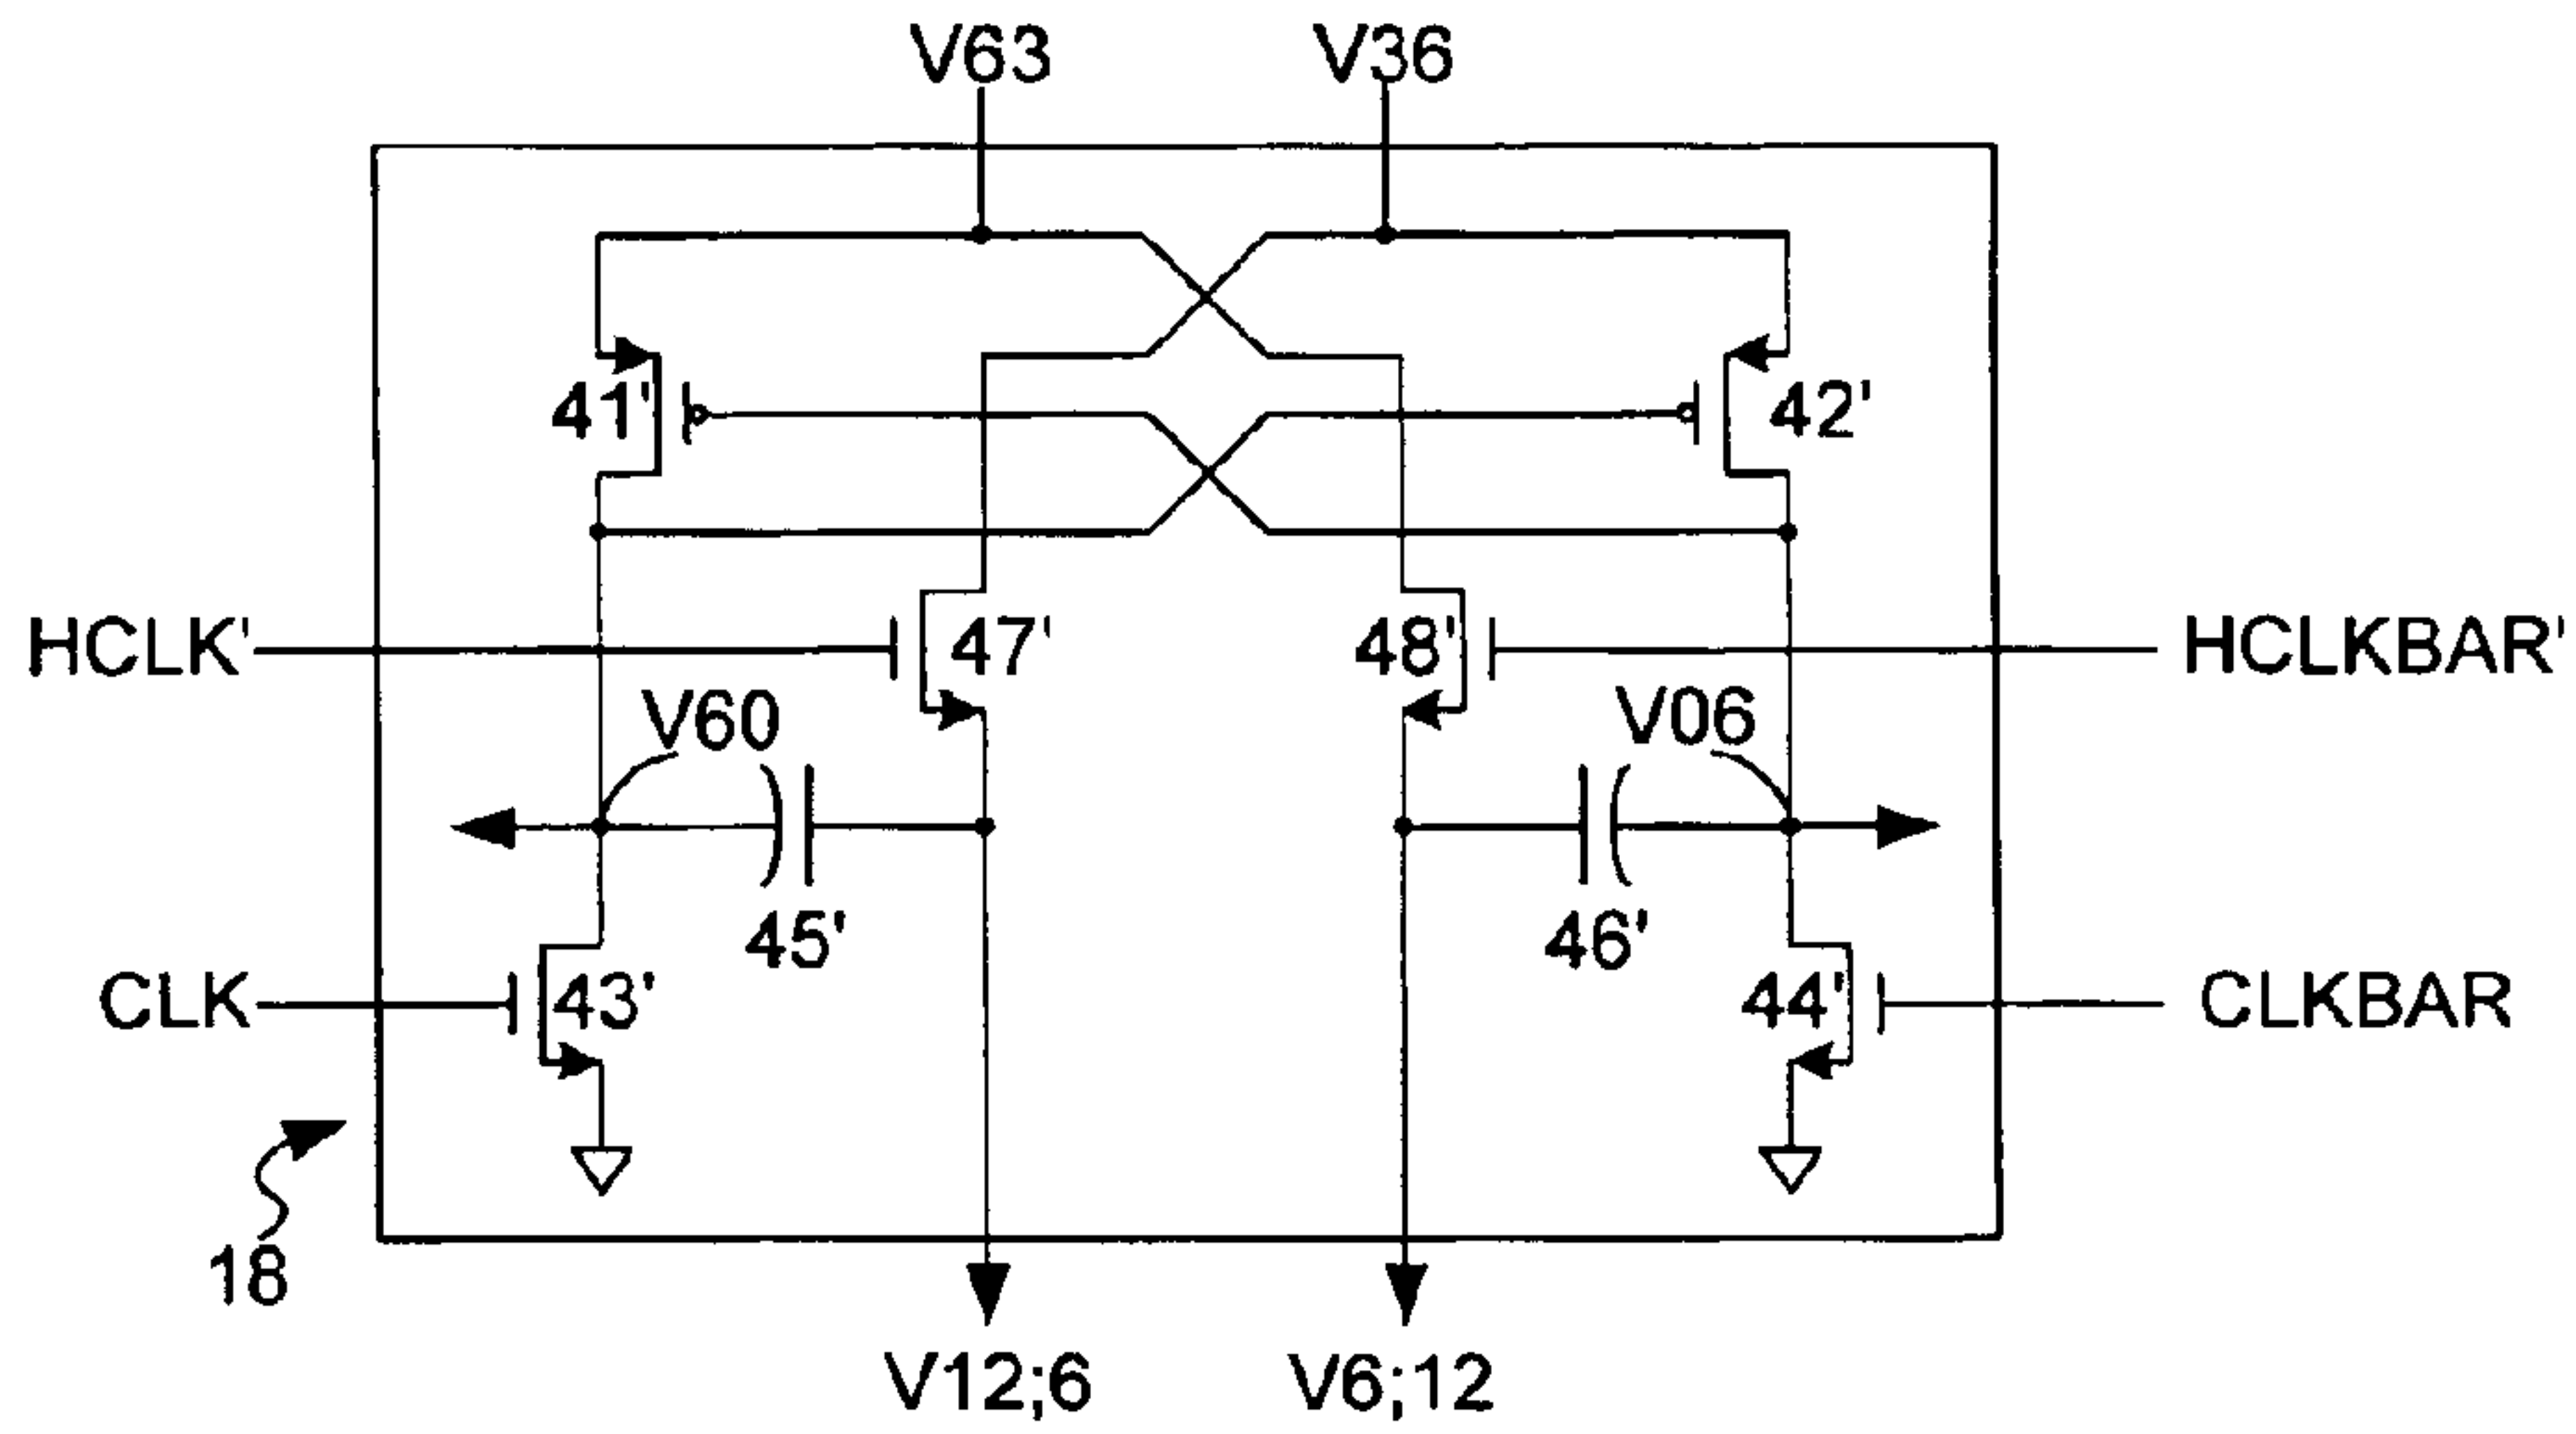 V63
V36
41'
42'
HCLK'
47'
48'
HCLKBAR'
V60
V06
45'
46'
CLK
43'
44'
CLKBAR
18
V12;6
V6;12